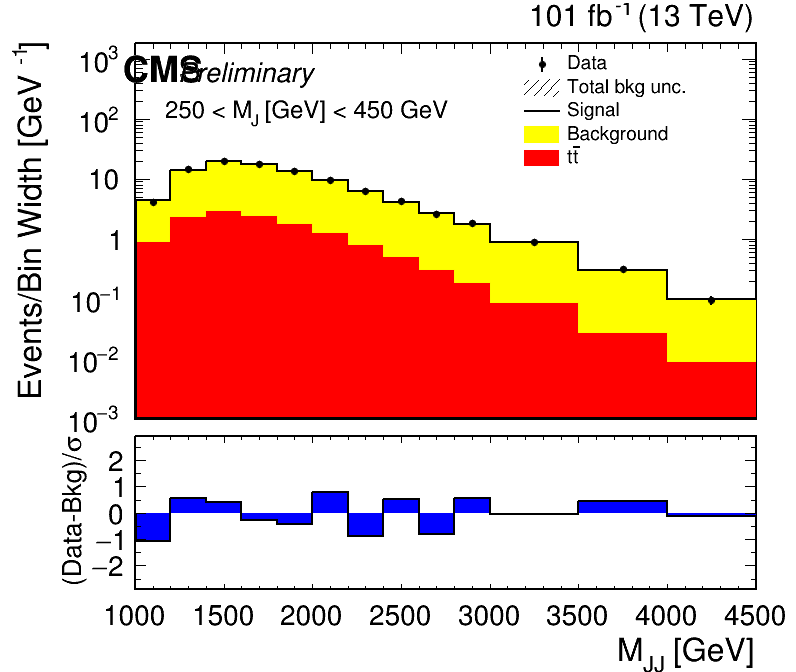 101 fb⁻¹ (13 TeV)
CMS Preliminary
250 < M_J [GeV] < 450 GeV
Data
Total bkg unc.
Signal
Background
tt̄
Events/Bin Width [GeV⁻¹]
10³
10²
10
1
10⁻¹
10⁻²
10⁻³
(Data-Bkg)/σ
2
1
0
−1
−2
1000 1500 2000 2500 3000 3500 4000 4500
M_JJ [GeV]